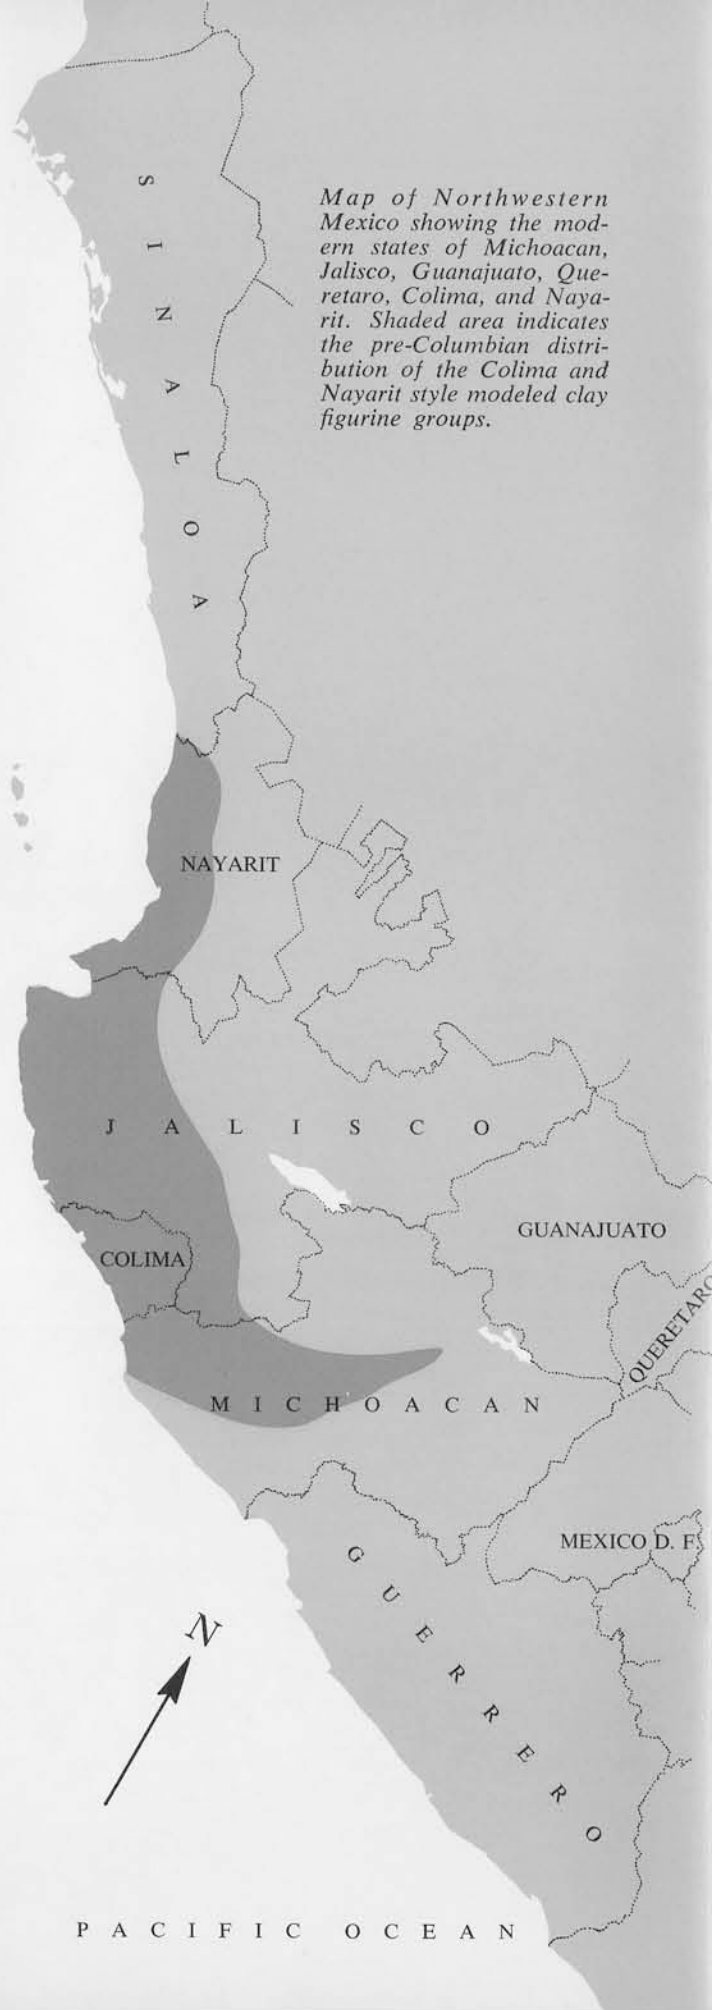 SINALOA
Map of Northwestern
Mexico showing the mod-
ern states of Michoacan,
Jalisco, Guanajuato, Que-
retaro, Colima, and Naya-
rit. Shaded area indicates
the pre-Columbian distri-
bution of the Colima and
Nayarit style modeled clay
figurine groups.
NAYARIT
JALISCO
GUANAJUATO
COLIMA
QUERETARO
MICHOACAN
MEXICO D. F.
GUERRERO
N
PACIFIC OCEAN